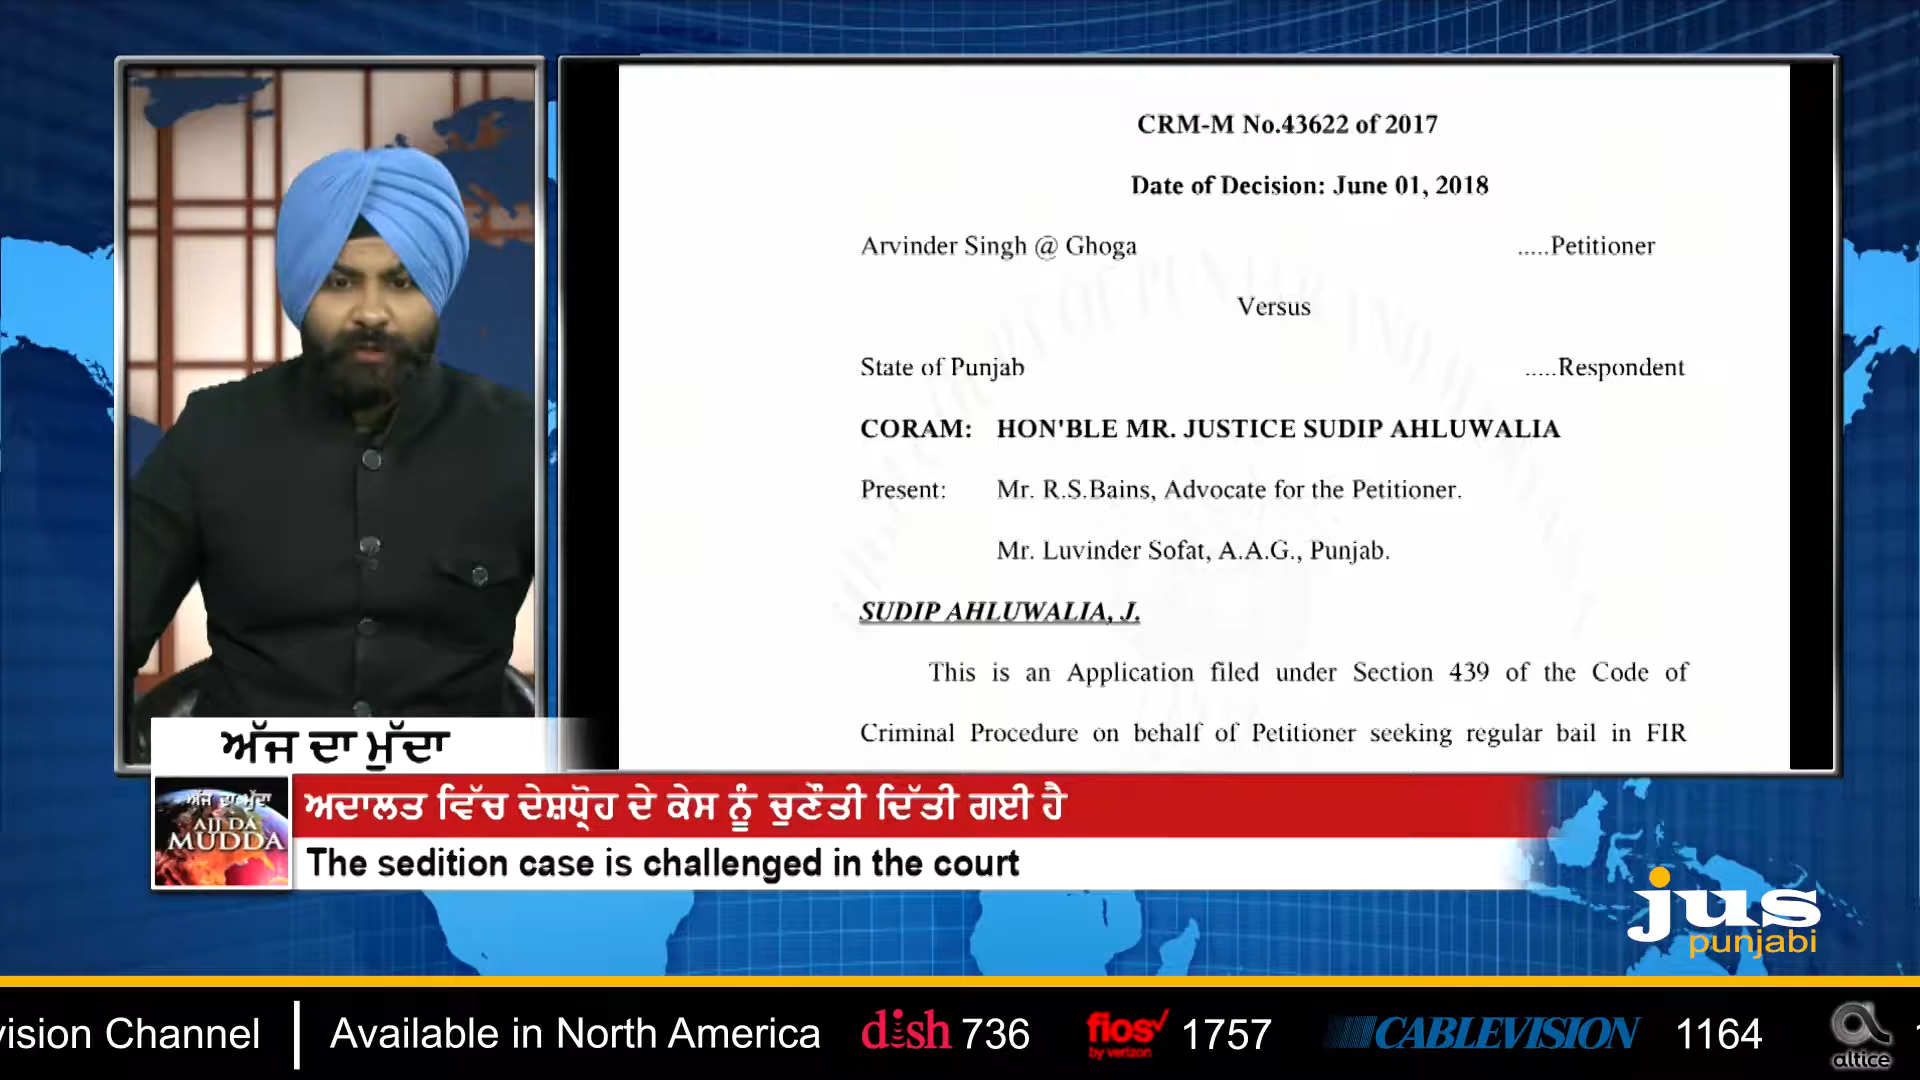 CRM-M No.43622 of 2017
Date of Decision: June 01, 2018
Arvinder Singh @ Ghoga .....Petitioner
Versus
State of Punjab .....Respondent
CORAM: HON'BLE MR. JUSTICE SUDIP AHLUWALIA
Present: Mr. R.S.Bains, Advocate for the Petitioner.
Mr. Luvinder Sofat, A.A.G., Punjab.
SUDIP AHLUWALIA, J.
This is an Application filed under Section 439 of the Code of
Criminal Procedure on behalf of Petitioner seeking regular bail in FIR
ਅੱਜ ਦਾ ਮੁੱਦਾ
ਅੱਜ ਦਾ ਮੁੱਦਾ
AJJ DA
MUDDA
ਅਦਾਲਤ ਵਿੱਚ ਦੇਸ਼ਧ੍ਰੋਹ ਦੇ ਕੇਸ ਨੂੰ ਚੁਣੌਤੀ ਦਿੱਤੀ ਗਈ ਹੈ
The sedition case is challenged in the court
jus
punjabi
vision Channel | Available in North America dish 736 fios by verizon 1757 CABLEVISION 1164 altice